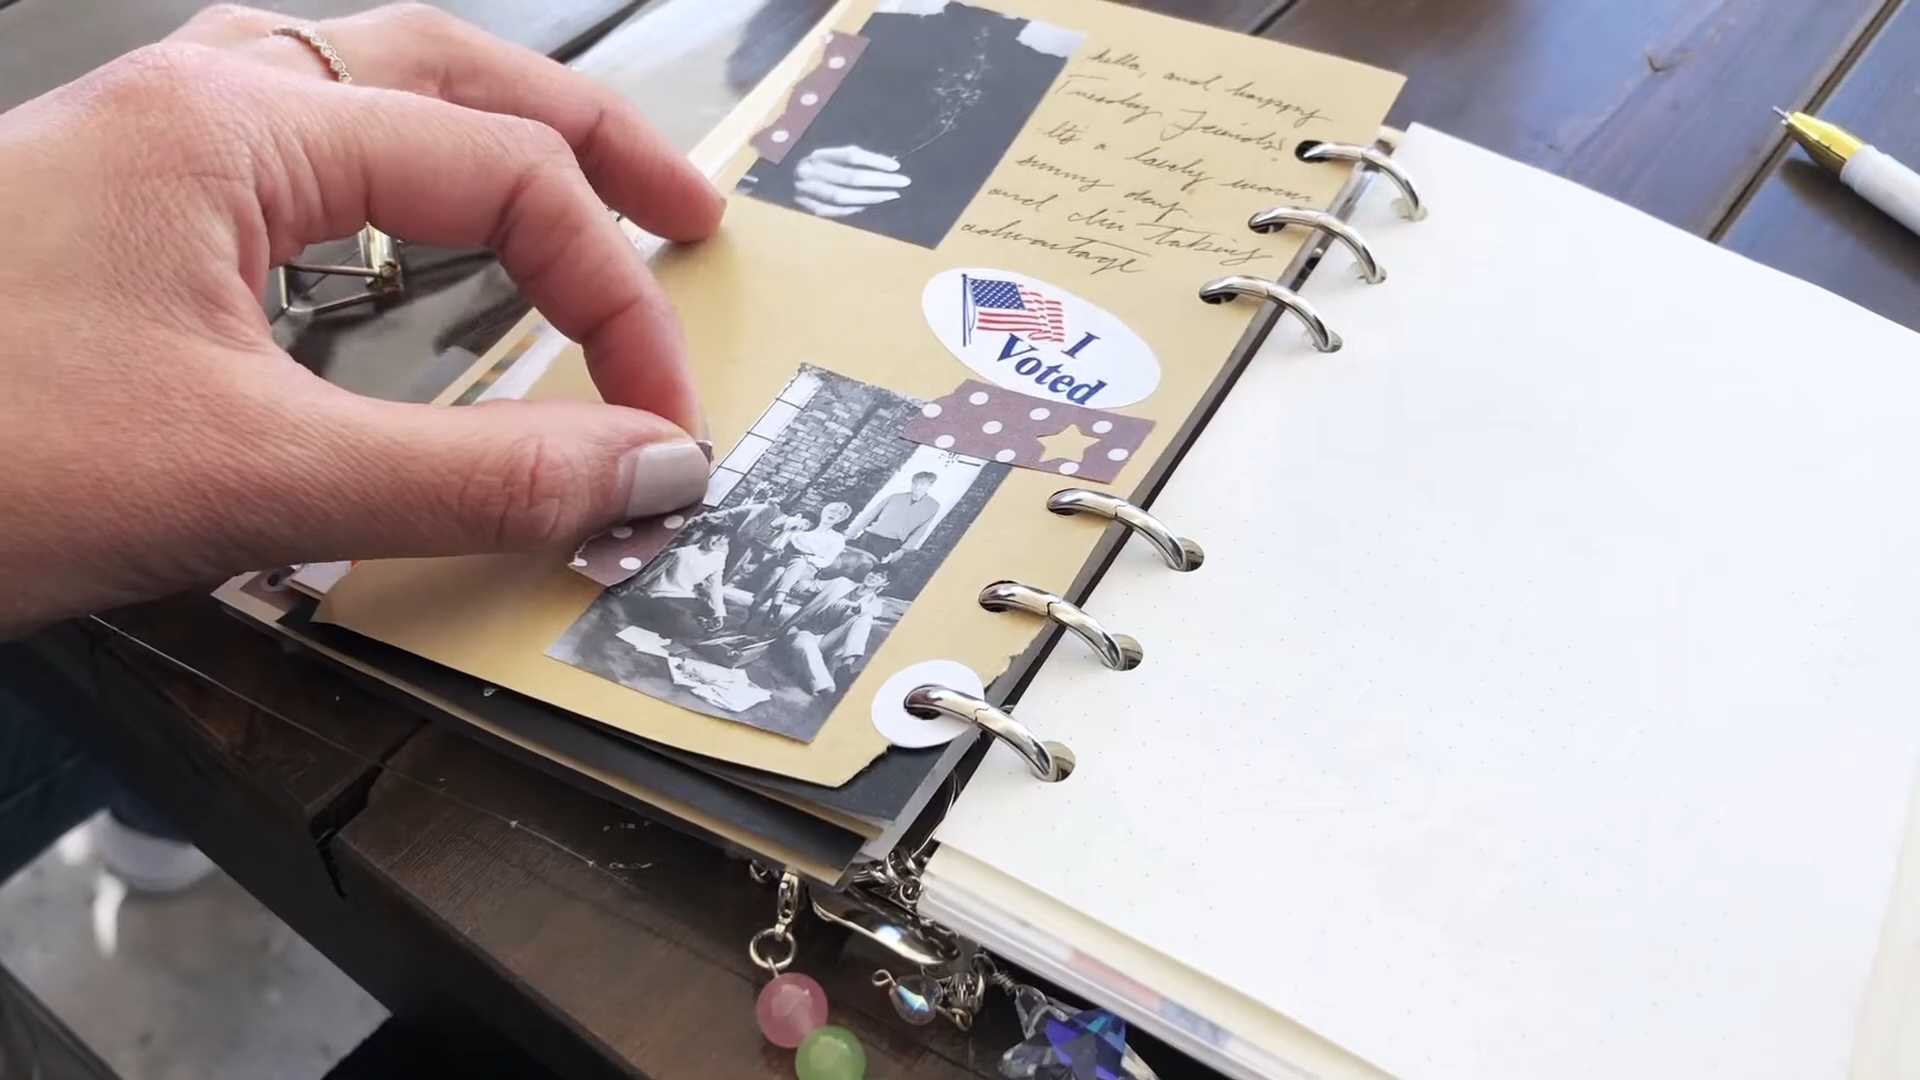 hello, and happy
Tuesday friends.
It's a lovely warm
sunny day.
and I'm taking
advantage
I
Voted